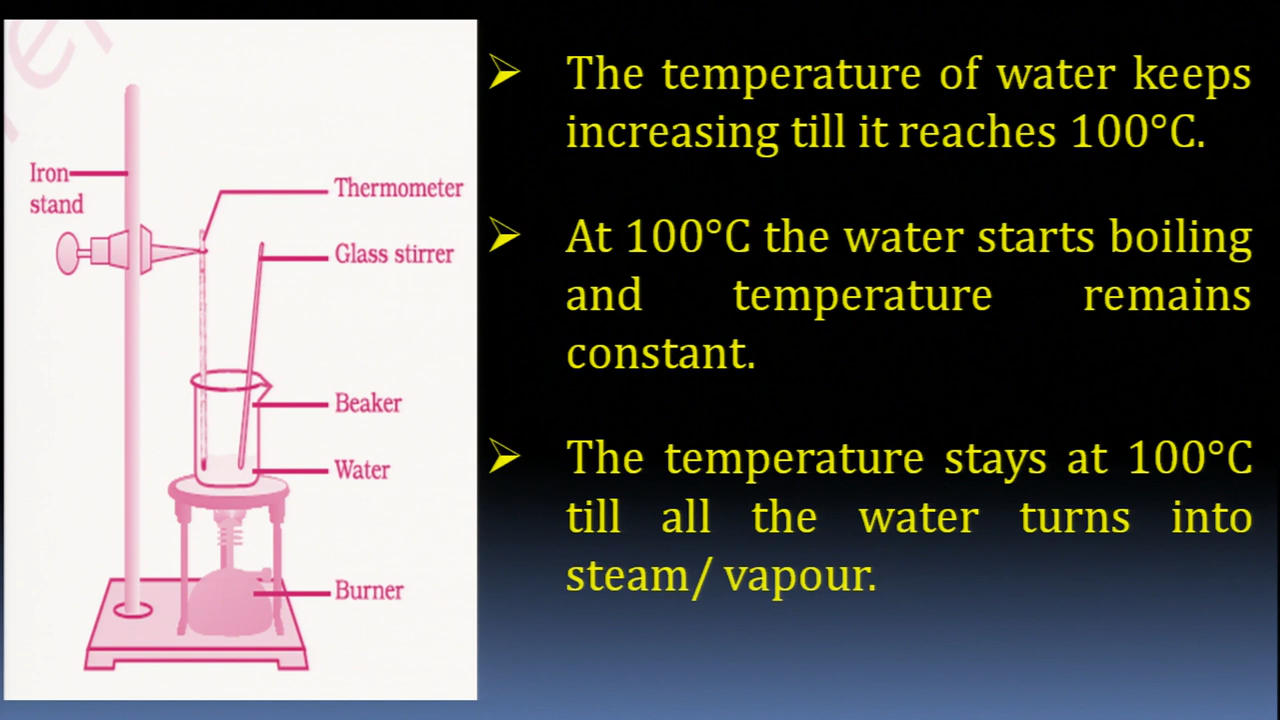 Iron
stand
Thermometer
Glass stirrer
Beaker
Water
Burner
➢ The temperature of water keeps
increasing till it reaches 100°C.
➢ At 100°C the water starts boiling
and temperature remains
constant.
➢ The temperature stays at 100°C
till all the water turns into
steam/ vapour.